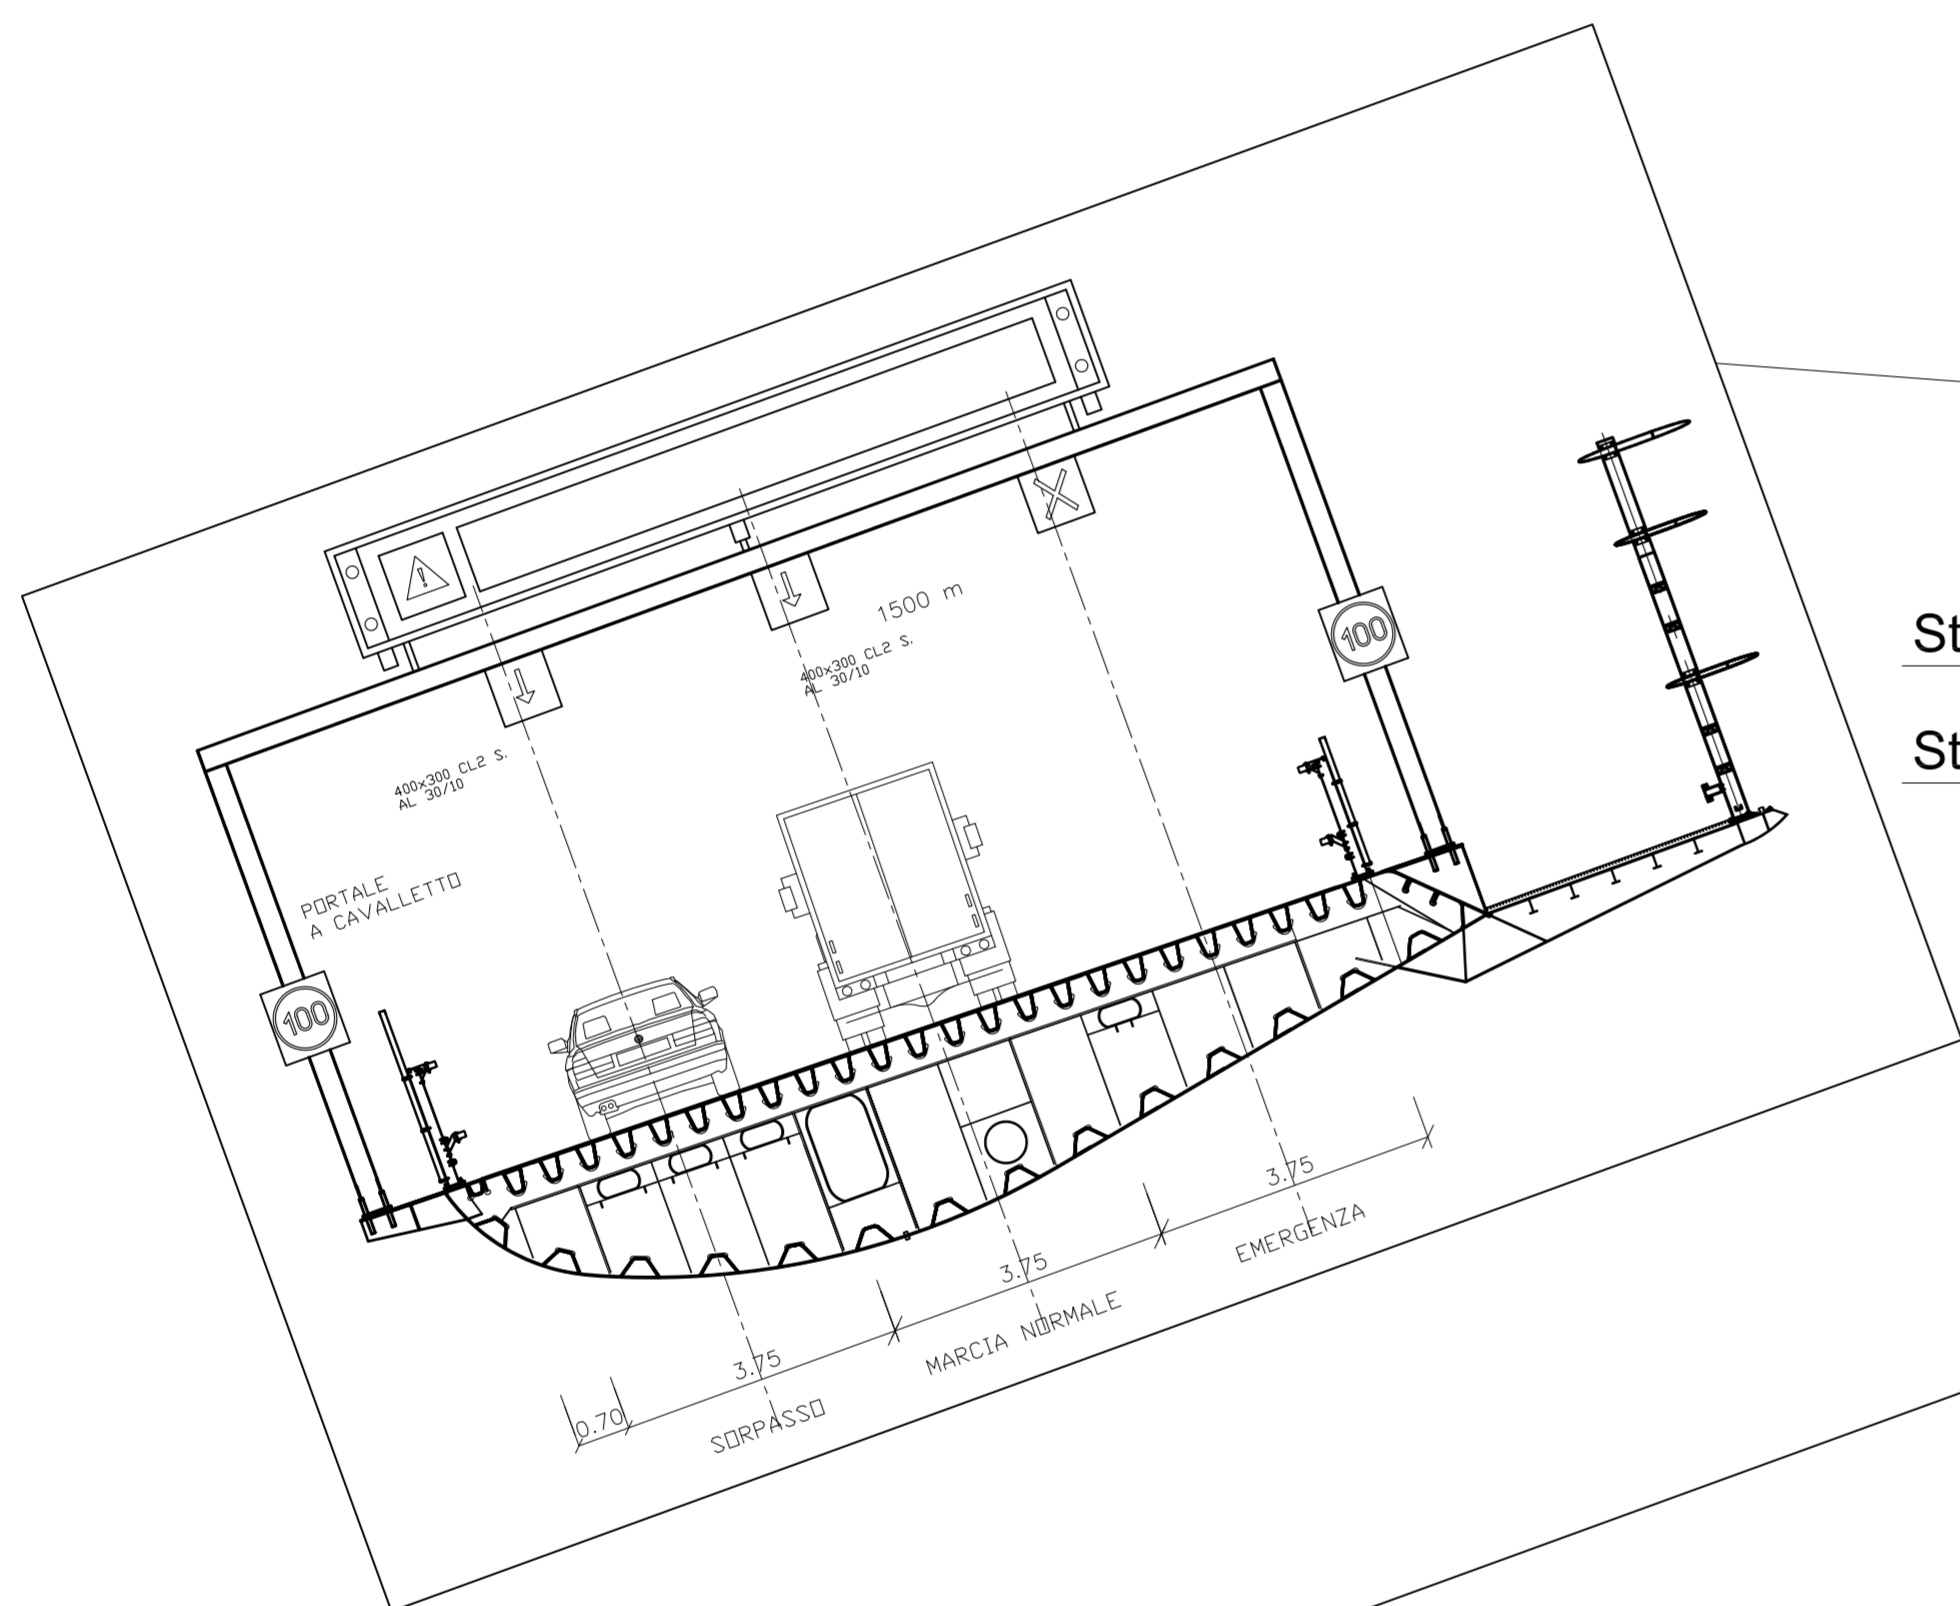 1500 m
400x300 CL2 S.
AL 30/10
100
400x300 CL2 S.
AL 30/10
PORTALE
A CAVALLETTO
100
St
St
3.75
EMERGENZA
3.75
MARCIA NORMALE
3.75
0.70
SORPASSO